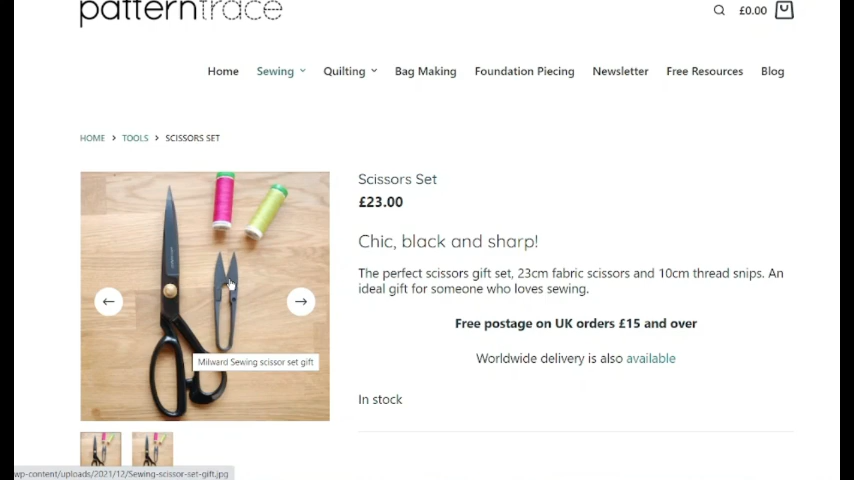 patterntrace
£0.00
Home Sewing Quilting Bag Making Foundation Piecing Newsletter Free Resources Blog
HOME > TOOLS > SCISSORS SET
Scissors Set
£23.00
Chic, black and sharp!
The perfect scissors gift set, 23cm fabric scissors and 10cm thread snips. An
ideal gift for someone who loves sewing.
Free postage on UK orders £15 and over
Worldwide delivery is also available
Milward Sewing scissor set gift
In stock
wp-content/uploads/2021/12/Sewing-scissor-set-gift.jpg